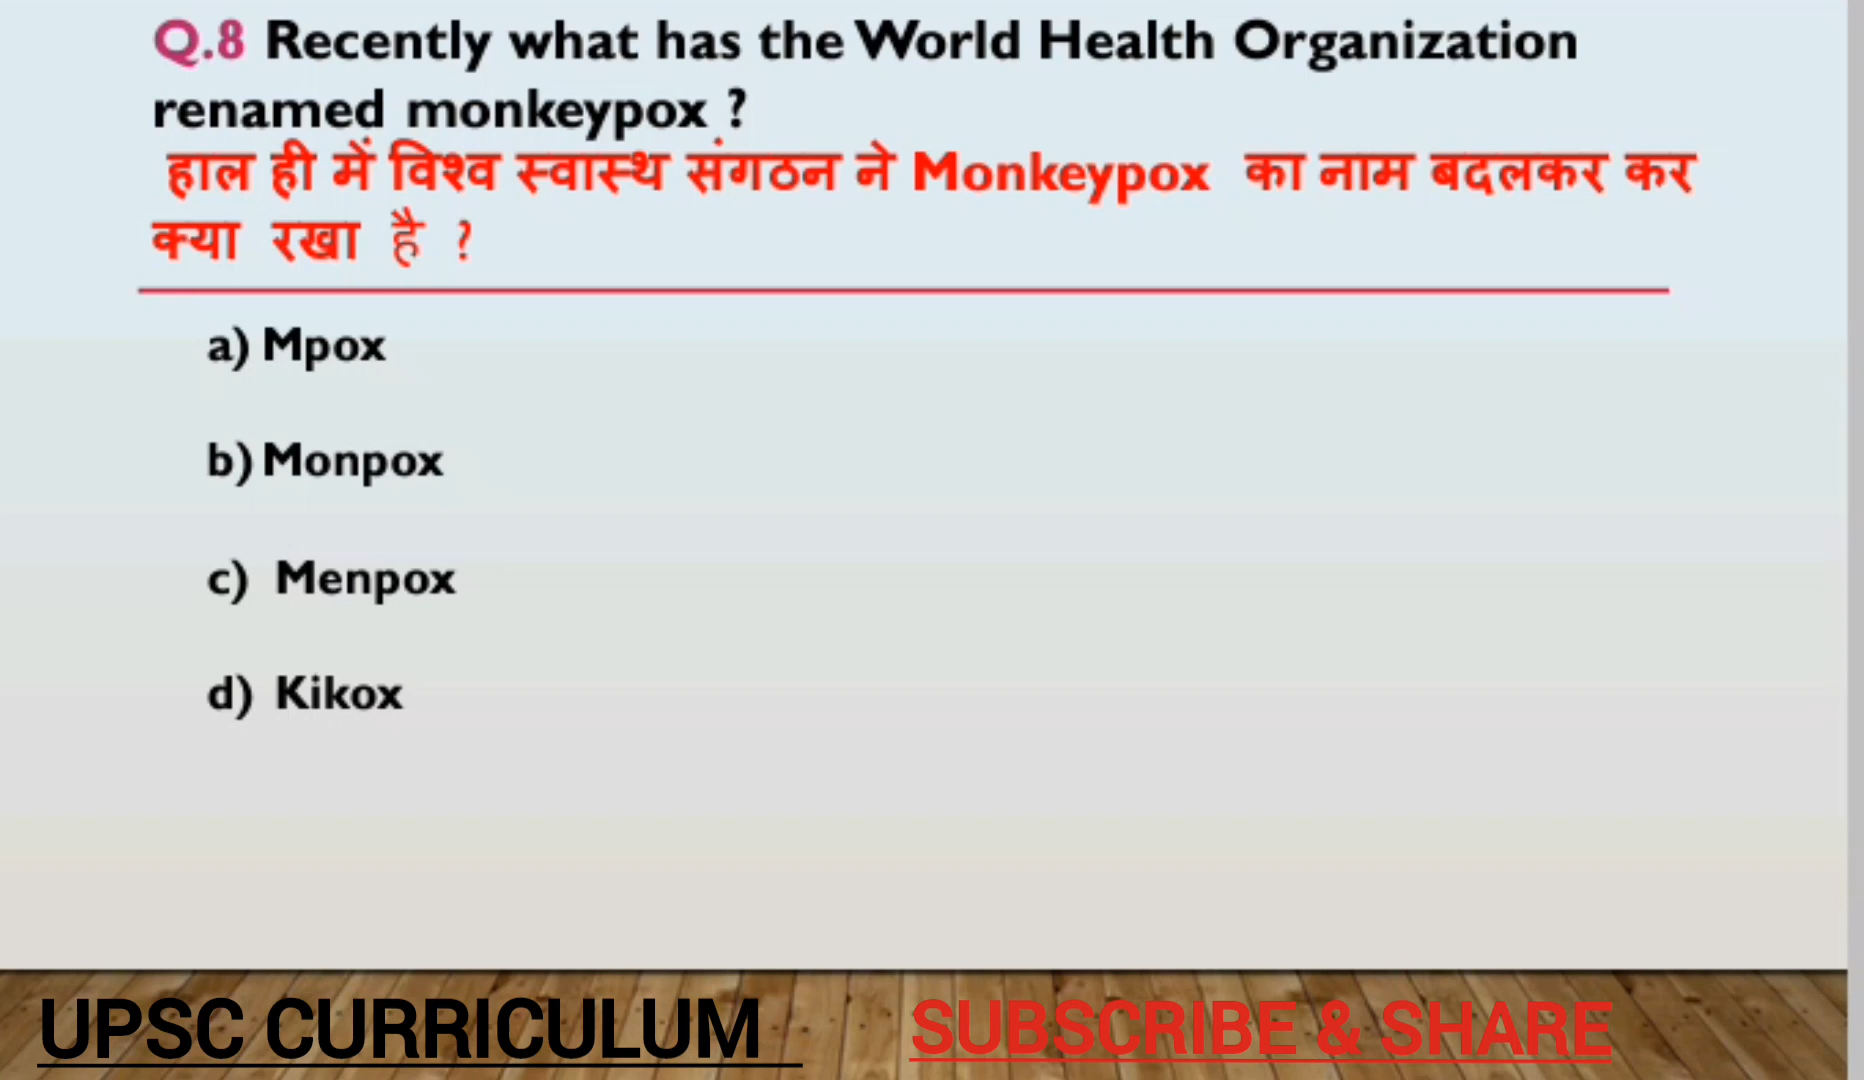 Q.8 Recently what has the World Health Organization
renamed monkeypox ?
हाल ही में विश्व स्वास्थ संगठन ने Monkeypox का नाम बदलकर कर
क्या रखा है ?
a) Mpox
b) Monpox
c) Menpox
d) Kikox
UPSC CURRICULUM SUBSCRIBE & SHARE